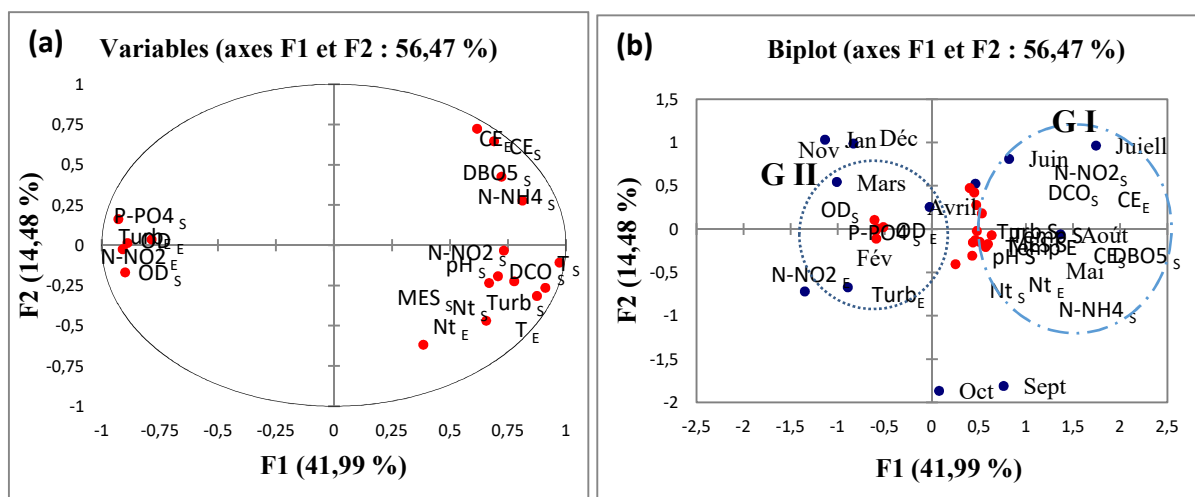 (a)
Variables (axes F1 et F2 : 56,47 %)
1
0,75
0,5
0,25
0
-0,25
-0,5
-0,75
-1
F2 (14,48 %)
CE E
CE S
DBO5 S
N-NH4 S
P-PO4 S
Turb E
OD E
N-NO2 E
OD S
N-NO2 S
pH S
DCO S
T S
MES S
Nt S
Turb S
Nt E
T E
-1
-0,75
-0,5
-0,25
0
0,25
0,5
0,75
1
F1 (41,99 %)
(b)
Biplot (axes F1 et F2 : 56,47 %)
1,5
1
0,5
0
-0,5
-1
-1,5
-2
F2 (14,48 %)
G I
Nov
Jan
Déc
Juin
Juiell
G II
Mars
N-NO2 S
DCO S
CE E
OD S
Avril
P-PO4 S
OD E
Turb S
Août
pH S
Fév
CE S
DBO5 S
Mai
N-NO2 E
Turb E
Nt S
Nt E
N-NH4 S
Oct
Sept
-2,5
-2
-1,5
-1
-0,5
0
0,5
1
1,5
2
2,5
F1 (41,99 %)